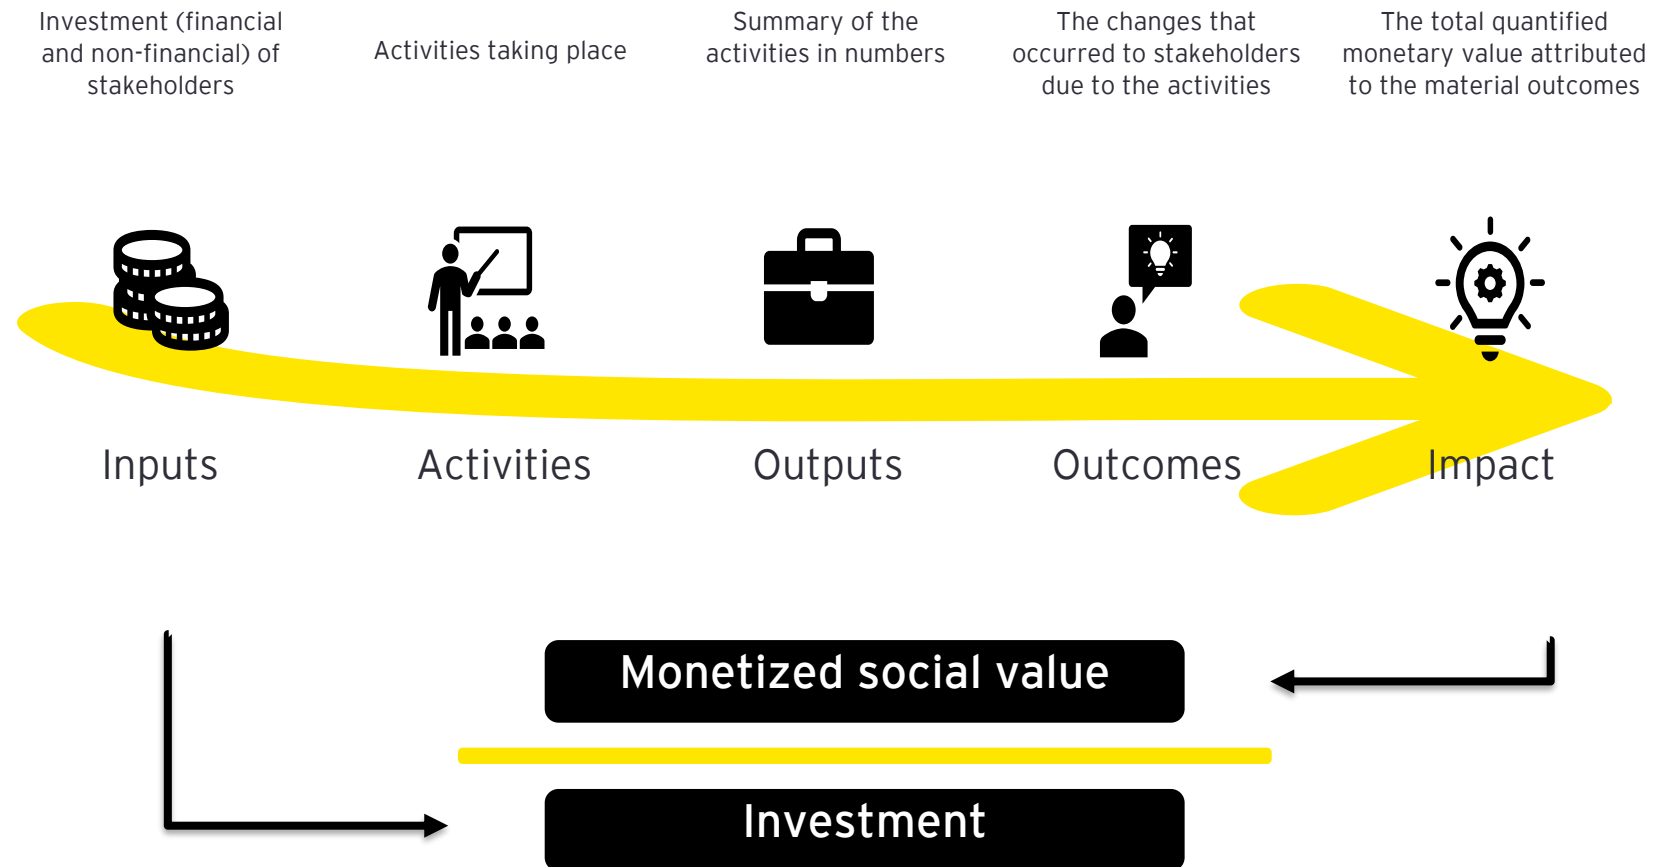 Investment (financial
and non-financial) of
stakeholders
Activities taking place
Summary of the
activities in numbers
The changes that
occurred to stakeholders
due to the activities
The total quantified
monetary value attributed
to the material outcomes
Inputs
Activities
Outputs
Outcomes
Impact
Monetized social value
Investment